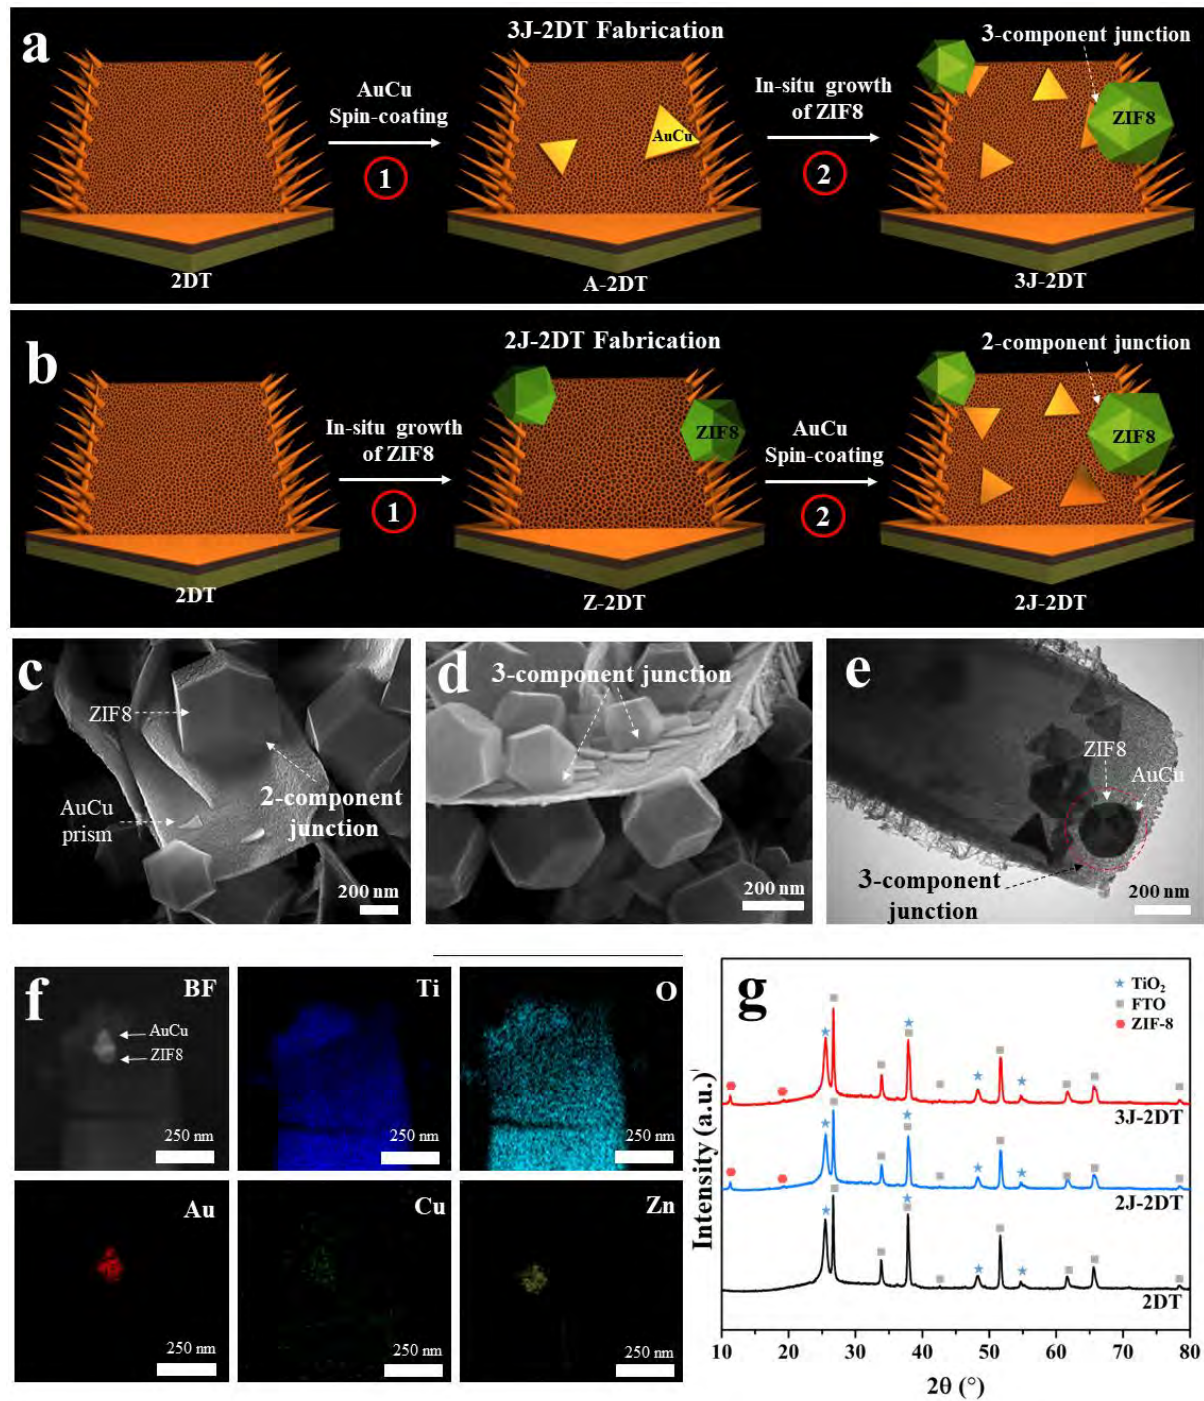 a
3J-2DT Fabrication
3-component
junction
AuCu
Spin-coating
1
AuCu
In-situ growth
of ZIF8
2
ZIF8
2DT
A-2DT
3J-2DT
b
2J-2DT Fabrication
2-component
junction
In-situ growth
of ZIF8
1
ZIF8
AuCu
Spin-coating
2
ZIF8
2DT
Z-2DT
2J-2DT
c
ZIF8
AuCu
prism
2-component
junction
200 nm
d
3-component junction
200 nm
e
ZIF8
AuCu
3-component
junction
200 nm
f
BF
AuCu
ZIF8
250 nm
Ti
250 nm
O
250 nm
Au
250 nm
Cu
250 nm
Zn
250 nm
g
TiO₂
FTO
ZIF-8
3J-2DT
2J-2DT
2DT
Intensity (a.u.)
10 20 30 40 50 60 70 80
2θ (°)